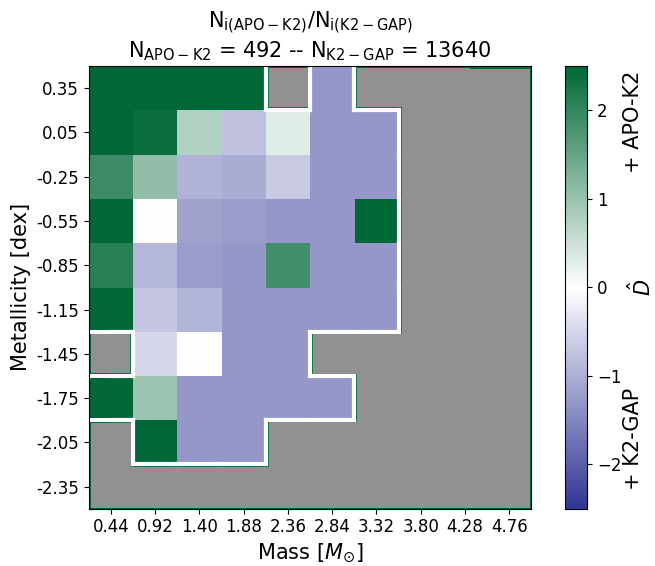 N_i(APO−K2)/N_i(K2−GAP)
N_APO−K2 = 492 -- N_K2−GAP = 13640
Metallicity [dex]
0.35
0.05
-0.25
-0.55
-0.85
-1.15
-1.45
-1.75
-2.05
-2.35
0.44 0.92 1.40 1.88 2.36 2.84 3.32 3.80 4.28 4.76
Mass [M⊙]
2
1
0
−1
−2
+ APO-K2
D̂
+ K2-GAP